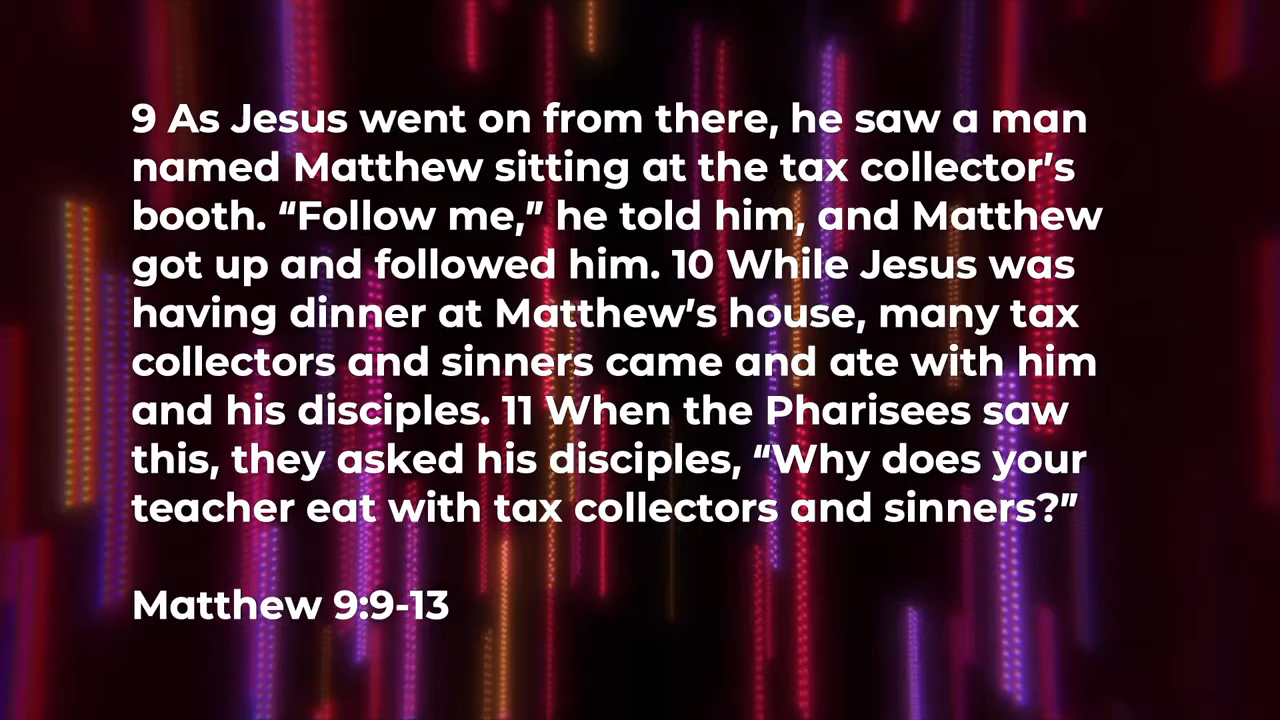 9 As Jesus went on from there, he saw a man
named Matthew sitting at the tax collector’s
booth. “Follow me,” he told him, and Matthew
got up and followed him. 10 While Jesus was
having dinner at Matthew’s house, many tax
collectors and sinners came and ate with him
and his disciples. 11 When the Pharisees saw
this, they asked his disciples, “Why does your
teacher eat with tax collectors and sinners?”
Matthew 9:9-13